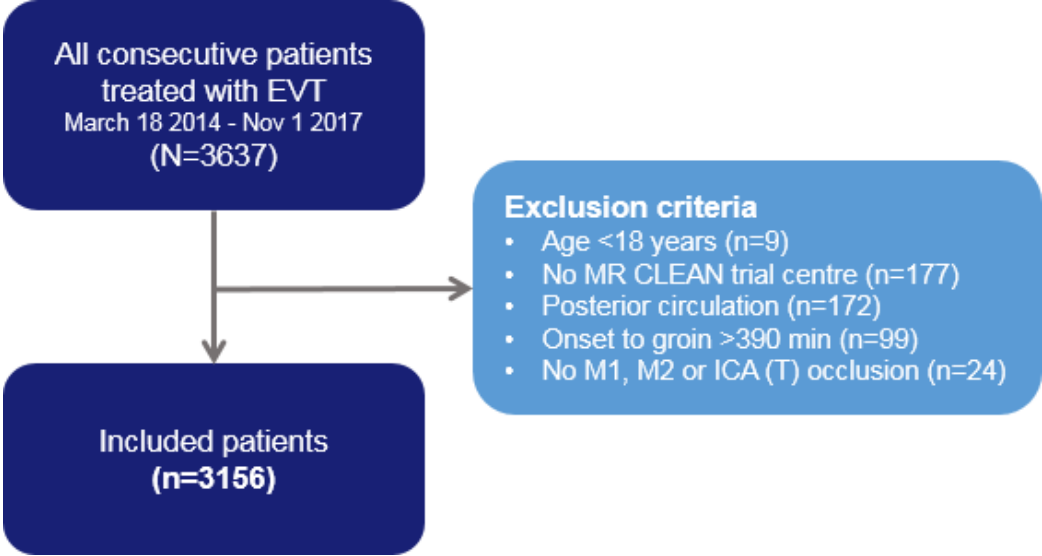 All consecutive patients
treated with EVT
March 18 2014 - Nov 1 2017
(N=3637)
Exclusion criteria
• Age <18 years (n=9)
• No MR CLEAN trial centre (n=177)
• Posterior circulation (n=172)
• Onset to groin >390 min (n=99)
• No M1, M2 or ICA (T) occlusion (n=24)
Included patients
(n=3156)